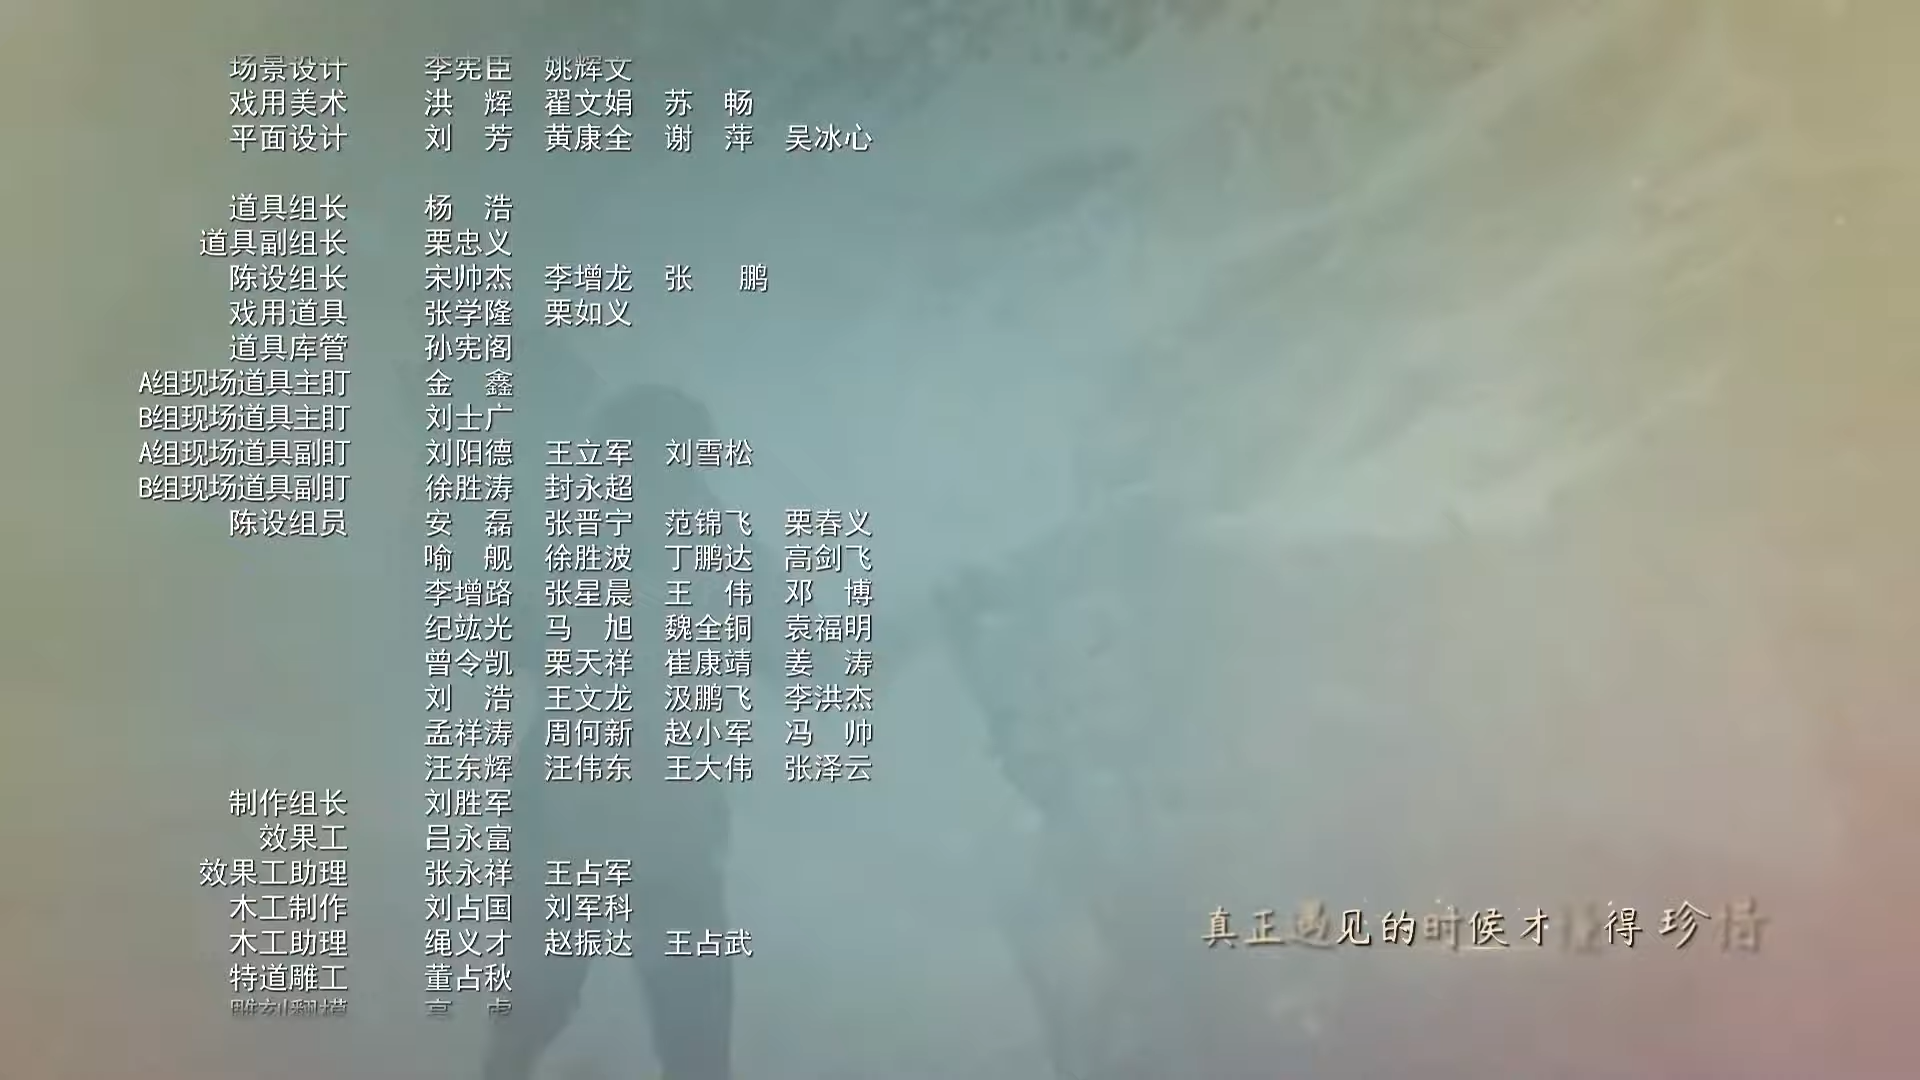 场景设计 李宪臣 姚辉文
戏用美术 洪 辉 翟文娟 苏 畅
平面设计 刘 芳 黄康全 谢 萍 吴冰心
道具组长 杨 浩
道具副组长 栗忠义
陈设组长 宋帅杰 李增龙 张 鹏
戏用道具 张学隆 栗如义
道具库管 孙宪阁
A组现场道具主盯 金 鑫
B组现场道具主盯 刘士广
A组现场道具副盯 刘阳德 王立军 刘雪松
B组现场道具副盯 徐胜涛 封永超
陈设组员 安 磊 张晋宁 范锦飞 栗春义
喻 舰 徐胜波 丁鹏达 高剑飞
李增路 张星晨 王 伟 邓 博
纪竑光 马 旭 魏全铜 袁福明
曾令凯 栗天祥 崔康靖 姜 涛
刘 浩 王文龙 汲鹏飞 李洪杰
孟祥涛 周何新 赵小军 冯 帅
汪东辉 汪伟东 王大伟 张泽云
制作组长 刘胜军
效果工 吕永富
效果工助理 张永祥 王占军
木工制作 刘占国 刘军科
木工助理 绳义才 赵振达 王占武
特道雕工 董占秋
雕刻翻模
真正遇见的时候才懂得珍惜